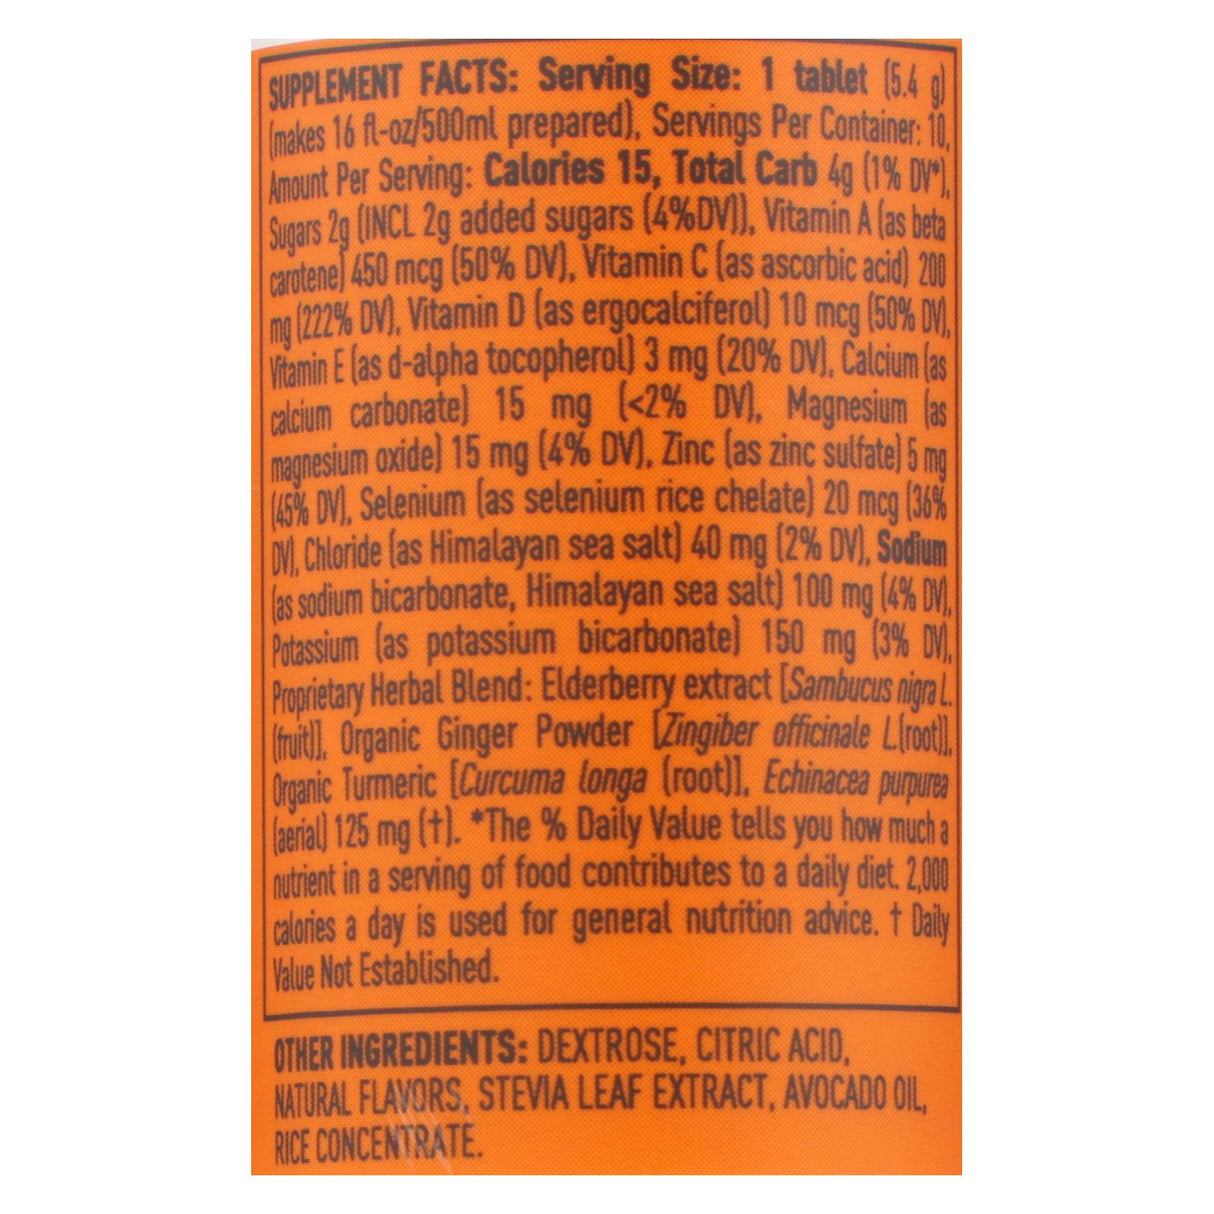 SUPPLEMENT FACTS: Serving Size: 1 tablet (5.4 g)
(makes 16 fl-oz/500ml prepared), Servings Per Container: 10,
Amount Per Serving: Calories 15, Total Carb 4g (1% DV*),
Sugars 2g (INCL 2g added sugars (4%DV)), Vitamin A (as beta
carotene) 450 mcg (50% DV), Vitamin C (as ascorbic acid) 200
mg (222% DV), Vitamin D (as ergocalciferol) 10 mcg (50% DV),
Vitamin E (as d-alpha tocopherol) 3 mg (20% DV), Calcium (as
calcium carbonate) 15 mg (<2% DV), Magnesium (as
magnesium oxide) 15 mg (4% DV), Zinc (as zinc sulfate) 5 mg
(45% DV), Selenium (as selenium rice chelate) 20 mcg (36%
DV), Chloride (as Himalayan sea salt) 40 mg (2% DV), Sodium
(as sodium bicarbonate, Himalayan sea salt) 100 mg (4% DV),
Potassium (as potassium bicarbonate) 150 mg (3% DV),
Proprietary Herbal Blend: Elderberry extract [Sambucus nigra L.
(fruit)], Organic Ginger Powder [Zingiber officinale L.(root)],
Organic Turmeric [Curcuma longa (root)], Echinacea purpurea
(aerial) 125 mg (†). *The % Daily Value tells you how much a
nutrient in a serving of food contributes to a daily diet. 2,000
calories a day is used for general nutrition advice. † Daily
Value Not Established.
OTHER INGREDIENTS: DEXTROSE, CITRIC ACID,
NATURAL FLAVORS, STEVIA LEAF EXTRACT, AVOCADO OIL,
RICE CONCENTRATE.